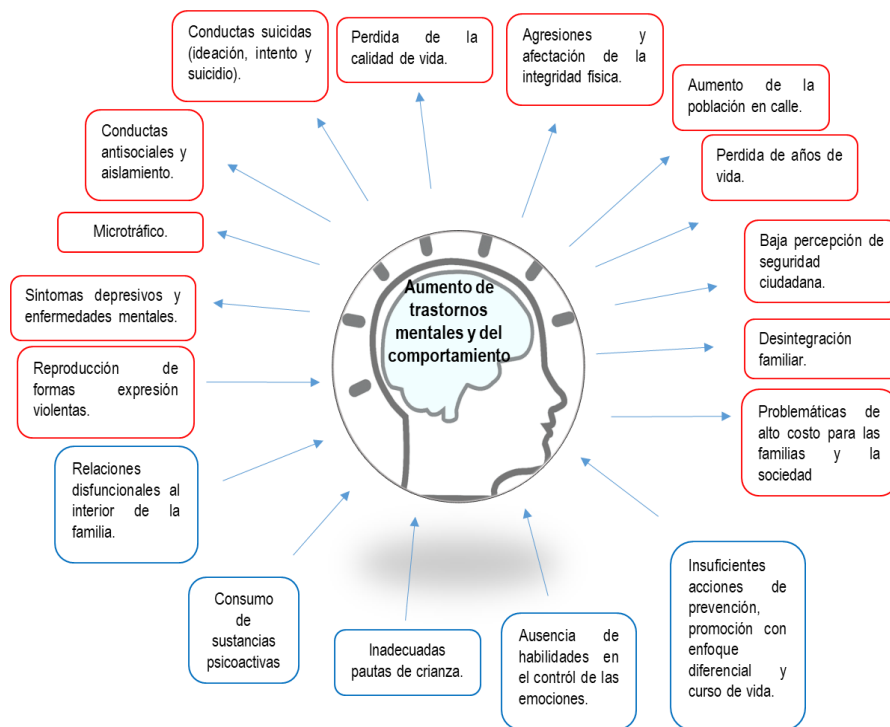 Conductas suicidas
(ideación, intento y
suicidio).
Perdida de la
calidad de vida.
Agresiones y
afectación de la
integridad física.
Aumento de la
población en calle.
Conductas
antisociales y
aislamiento.
Perdida de años de
vida.
Microtráfico.
Baja percepción de
seguridad
ciudadana.
Síntomas depresivos y
enfermedades mentales.
Aumento de
trastornos
mentales y del
comportamiento
Desintegración
familiar.
Reproducción de
formas expresión
violentas.
Problemáticas de
alto costo para las
familias y la
sociedad
Relaciones
disfuncionales al
interior de la
familia.
Consumo
de
sustancias
psicoactivas
Inadecuadas
pautas de crianza.
Ausencia de
habilidades en
el contról de las
emociones.
Insuficientes
acciones de
prevención,
promoción con
enfoque
diferencial y
curso de vida.